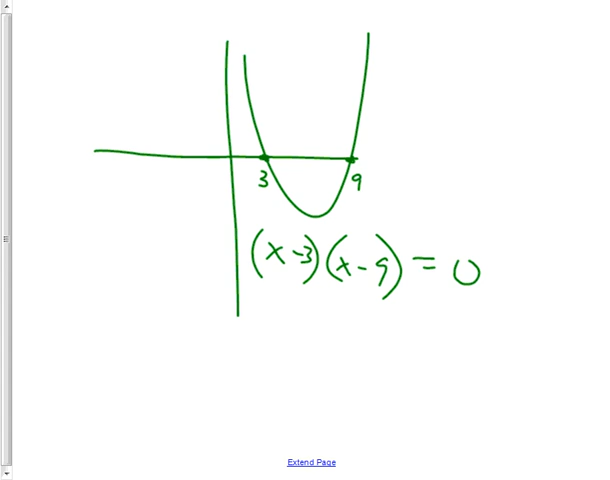 3 9
(x-3)(x-9) = 0
Extend Page